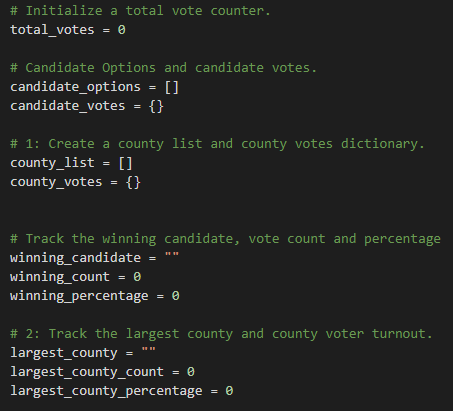 # Initialize a total vote counter.
total_votes = 0
# Candidate Options and candidate votes.
candidate_options = []
candidate_votes = {}
# 1: Create a county list and county votes dictionary.
county_list = []
county_votes = {}
# Track the winning candidate, vote count and percentage
winning_candidate = ""
winning_count = 0
winning_percentage = 0
# 2: Track the largest county and county voter turnout.
largest_county = ""
largest_county_count = 0
largest_county_percentage = 0